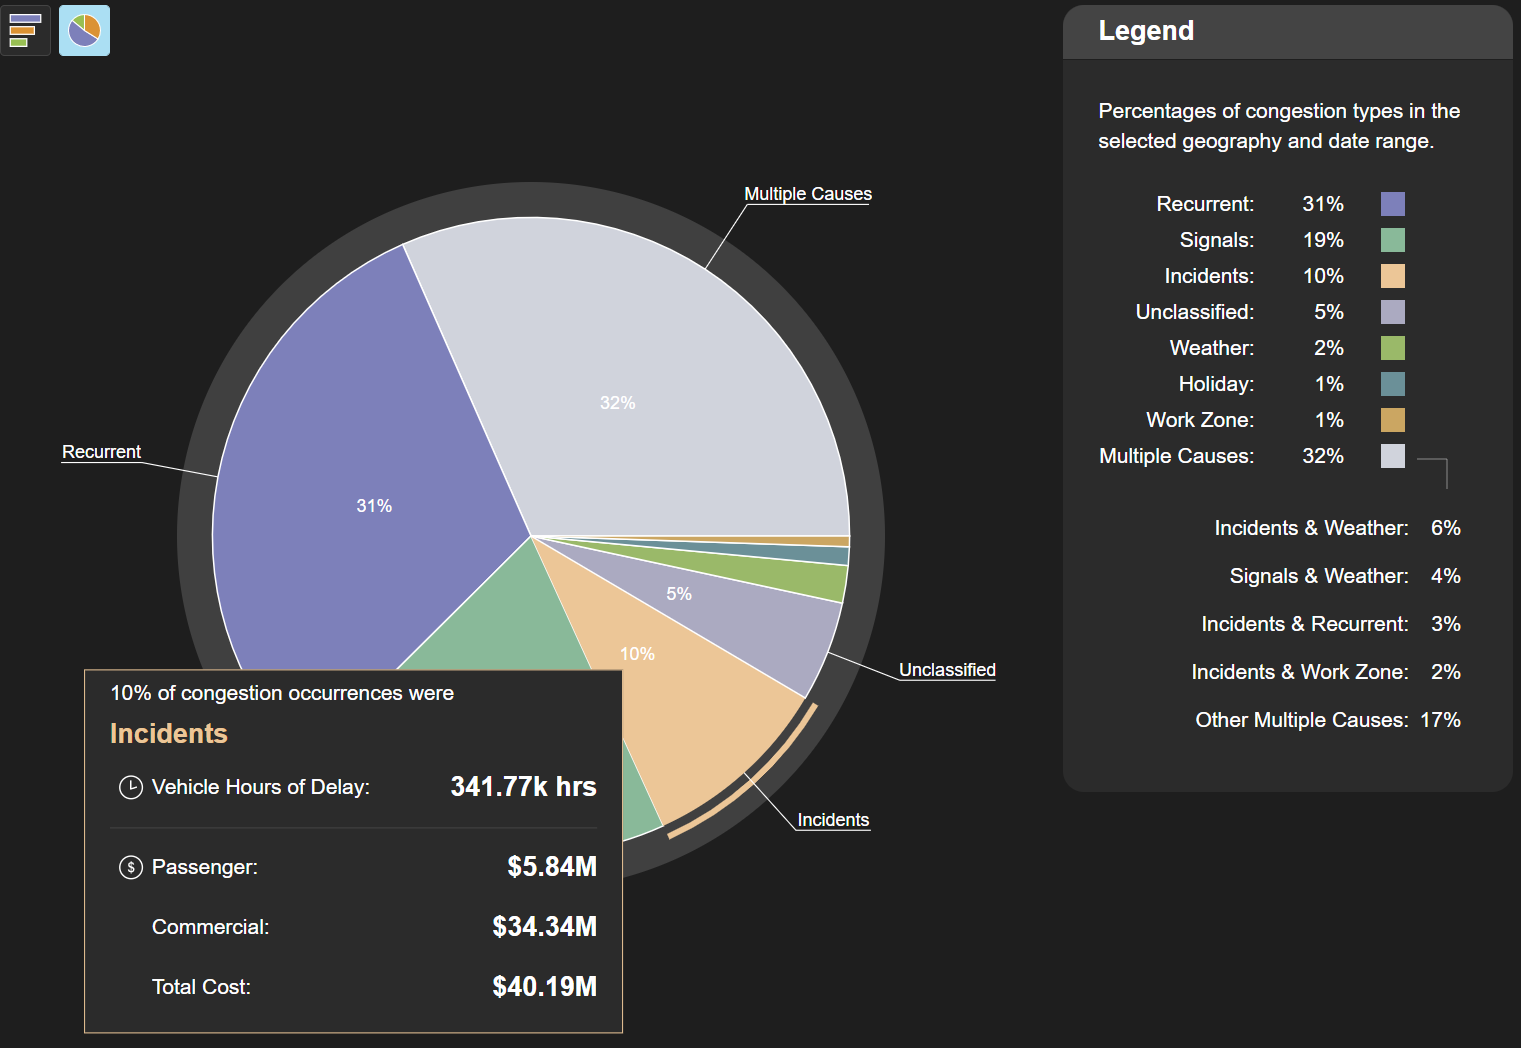 Legend
Percentages of congestion types in the
selected geography and date range.
Recurrent: 31%
Signals: 19%
Incidents: 10%
Unclassified: 5%
Weather: 2%
Holiday: 1%
Work Zone: 1%
Multiple Causes: 32%
Incidents & Weather: 6%
Signals & Weather: 4%
Incidents & Recurrent: 3%
Incidents & Work Zone: 2%
Other Multiple Causes: 17%
Multiple Causes
32%
Recurrent
31%
5%
10%
Unclassified
Incidents
10% of congestion occurrences were
Incidents
Vehicle Hours of Delay: 341.77k hrs
$ Passenger: $5.84M
Commercial: $34.34M
Total Cost: $40.19M